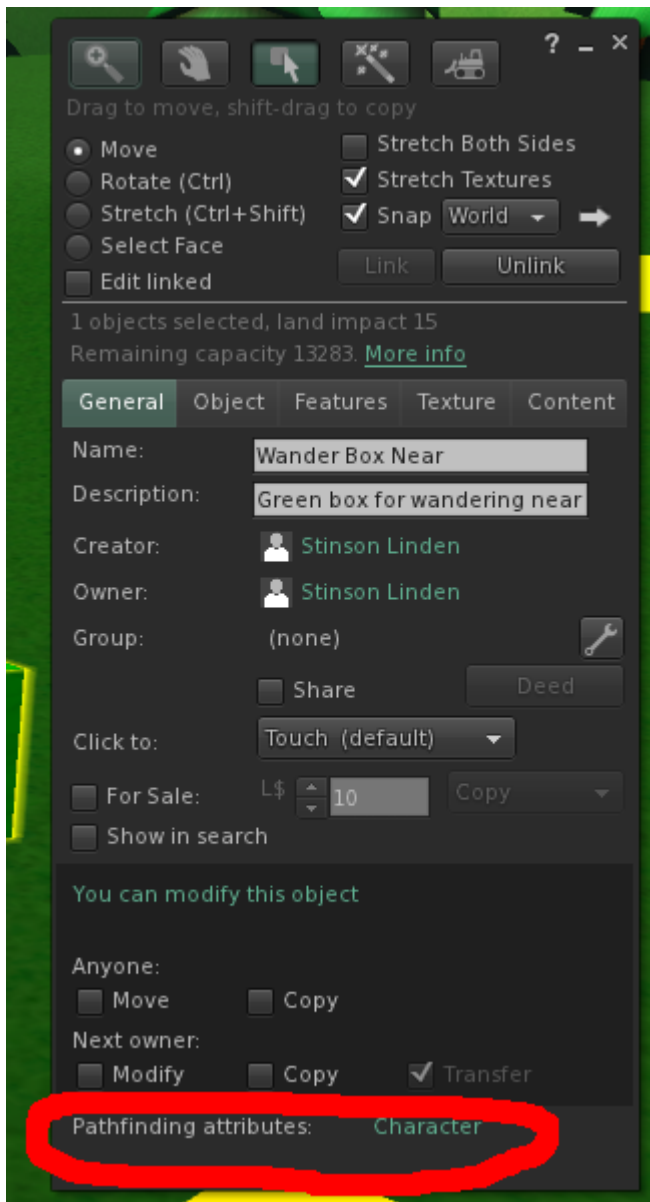 ? _ ×
Drag to move, shift-drag to copy
Move
Stretch Both Sides
Rotate (Ctrl)
Stretch Textures
Stretch (Ctrl+Shift)
Snap World
Select Face
Link Unlink
Edit linked
1 objects selected, land impact 15
Remaining capacity 13283. More info
General Object Features Texture Content
Name: Wander Box Near
Description: Green box for wandering near
Creator: Stinson Linden
Owner: Stinson Linden
Group: (none)
Share Deed
Click to: Touch (default)
For Sale: L$ 10 Copy
Show in search
You can modify this object
Anyone:
Move Copy
Next owner:
Modify Copy Transfer
Pathfinding attributes: Character